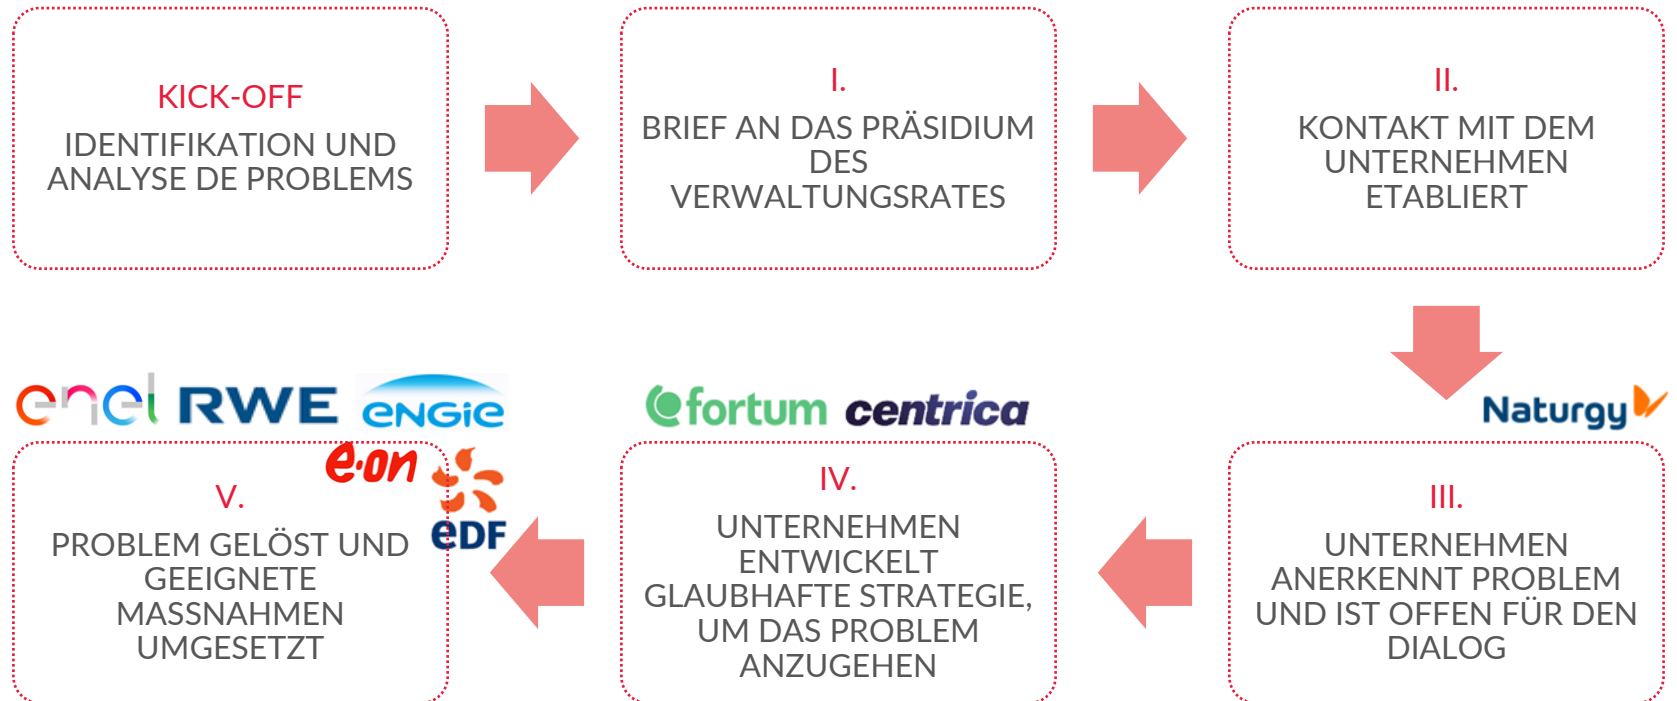 KICK-OFF
IDENTIFIKATION UND
ANALYSE DE PROBLEMS
I.
BRIEF AN DAS PRÄSIDIUM
DES
VERWALTUNGSRATES
II.
KONTAKT MIT DEM
UNTERNEHMEN
ETABLIERT
Naturgy
III.
UNTERNEHMEN
ANERKENNT PROBLEM
UND IST OFFEN FÜR DEN
DIALOG
fortum centrica
IV.
UNTERNEHMEN
ENTWICKELT
GLAUBHAFTE STRATEGIE,
UM DAS PROBLEM
ANZUGEHEN
enel RWE ENGIE
e·on
eDF
V.
PROBLEM GELÖST UND
GEEIGNETE
MASSNAHMEN
UMGESETZT